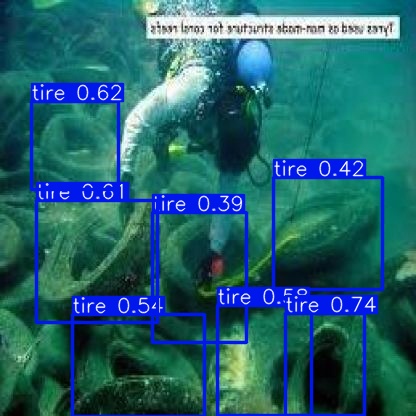 Tyres used as man-made structure for coral reefs
tire 0.62
tire 0.61
tire 0.39
tire 0.42
tire 0.54
tire 0.58
tire 0.74